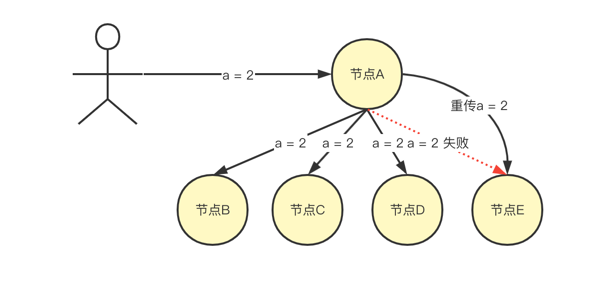 节点A
a = 2
重传a = 2
a = 2
a = 2
a = 2
a = 2 失败
节点B
节点C
节点D
节点E